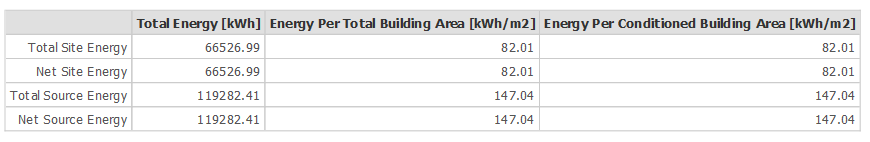 Total Energy [kWh] Energy Per Total Building Area [kWh/m2] Energy Per Conditioned Building Area [kWh/m2]
Total Site Energy 66526.99 82.01 82.01
Net Site Energy 66526.99 82.01 82.01
Total Source Energy 119282.41 147.04 147.04
Net Source Energy 119282.41 147.04 147.04